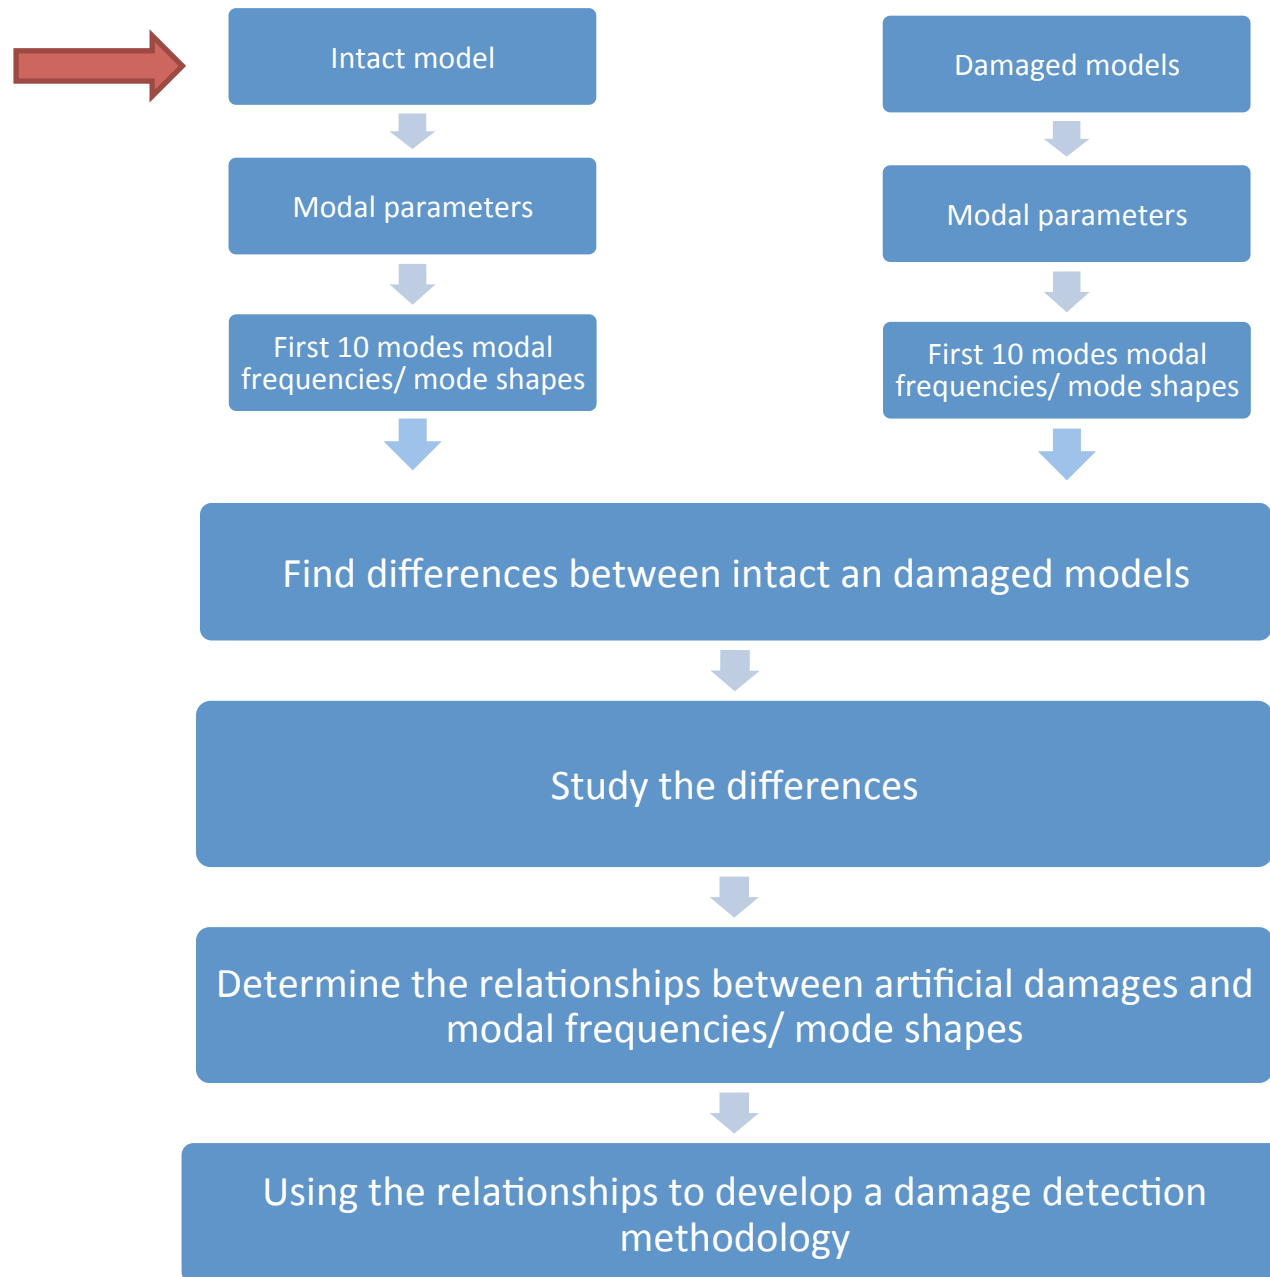 Intact model
Modal parameters
First 10 modes modal
frequencies/ mode shapes
Damaged models
Modal parameters
First 10 modes modal
frequencies/ mode shapes
Find differences between intact an damaged models
Study the differences
Determine the relationships between artificial damages and
modal frequencies/ mode shapes
Using the relationships to develop a damage detection
methodology